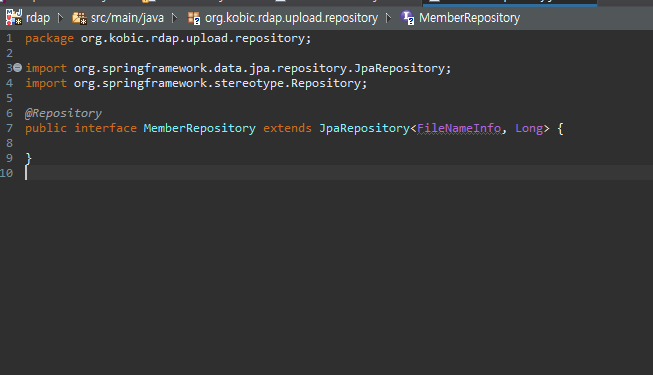 rdap src/main/java org.kobic.rdap.upload.repository MemberRepository
1 package org.kobic.rdap.upload.repository;
2
3 import org.springframework.data.jpa.repository.JpaRepository;
4 import org.springframework.stereotype.Repository;
5
6 @Repository
7 public interface MemberRepository extends JpaRepository<FileNameInfo, Long> {
8
9 }
10